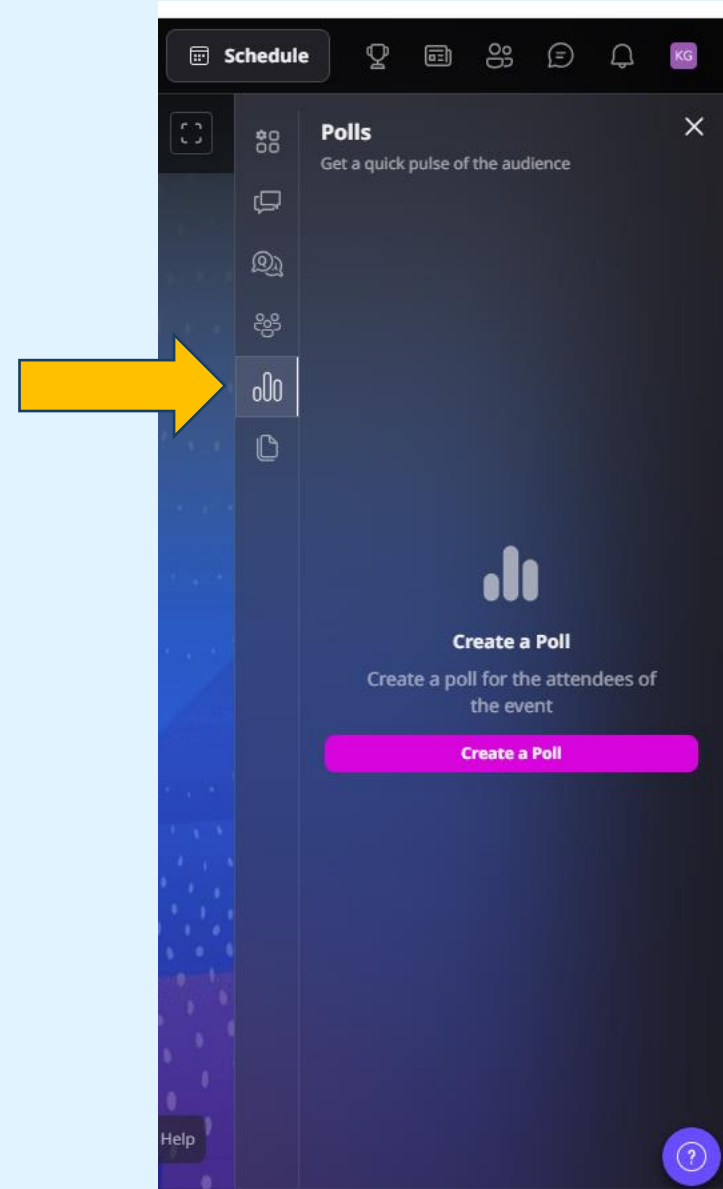 Schedule
KG
Polls
Get a quick pulse of the audience
Create a Poll
Create a poll for the attendees of
the event
Create a Poll
Help
?